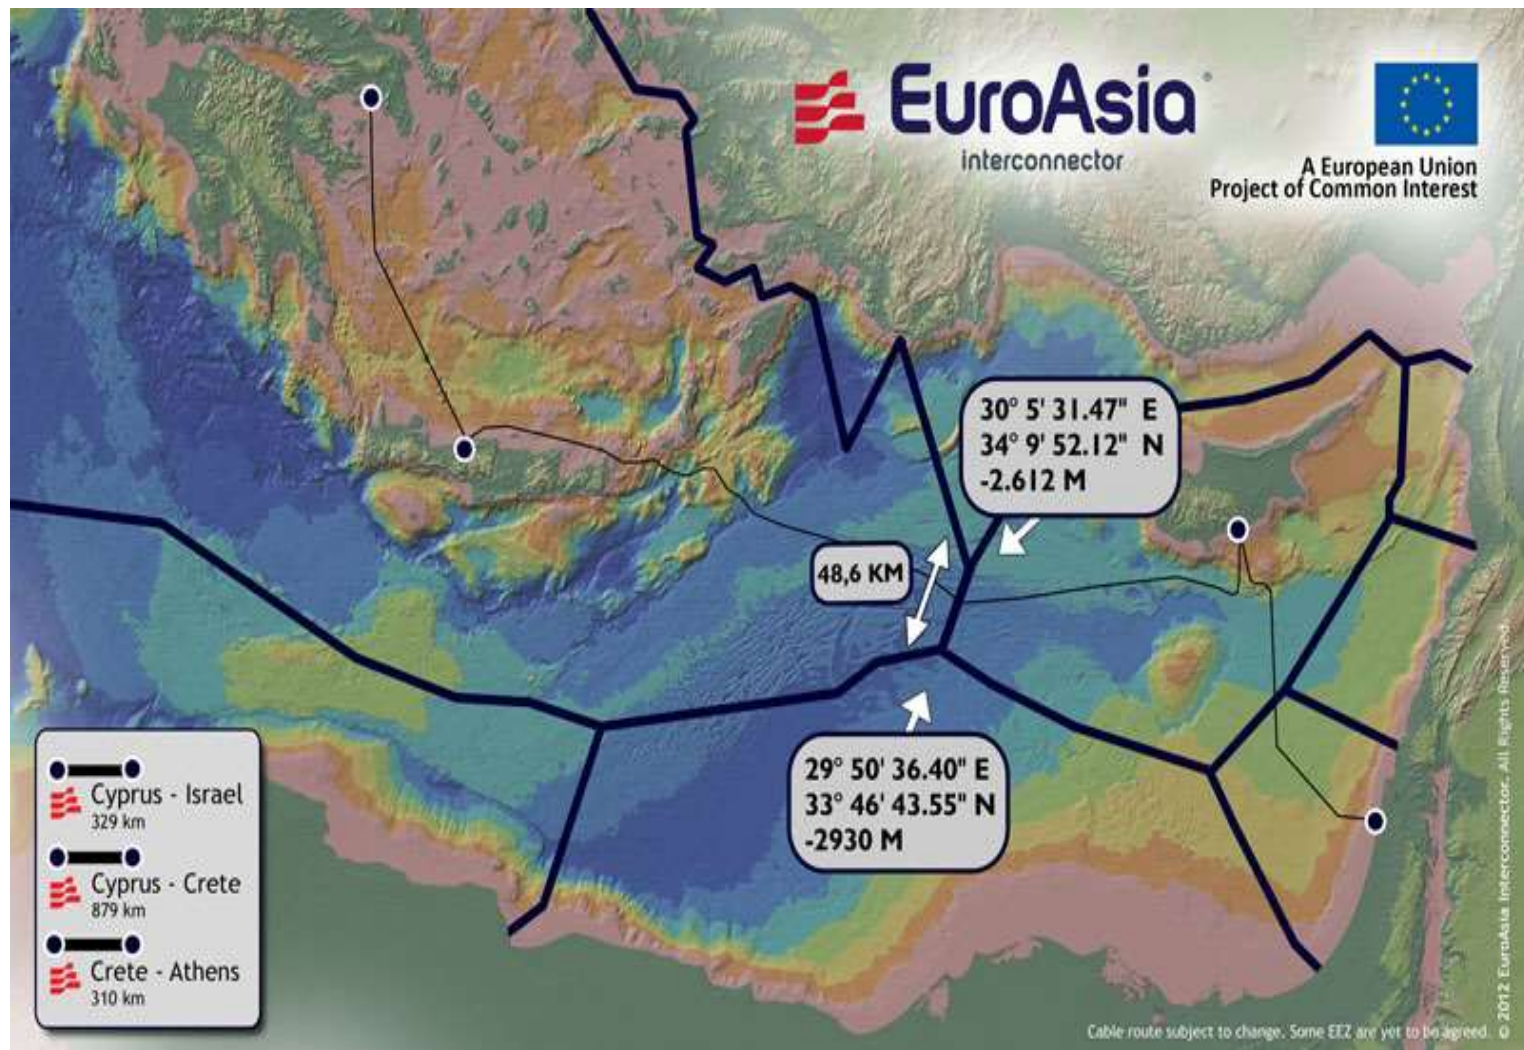 EuroAsia
interconnector
A European Union
Project of Common Interest
30° 5' 31.47" E
34° 9' 52.12" N
-2.612 M
48,6 KM
29° 50' 36.40" E
33° 46' 43.55" N
-2930 M
Cyprus - Israel
329 km
Cyprus - Crete
879 km
Crete - Athens
310 km
Cable route subject to change. Some EEZ are yet to be agreed.
© 2012 EuroAsia Interconnector. All Rights Reserved.